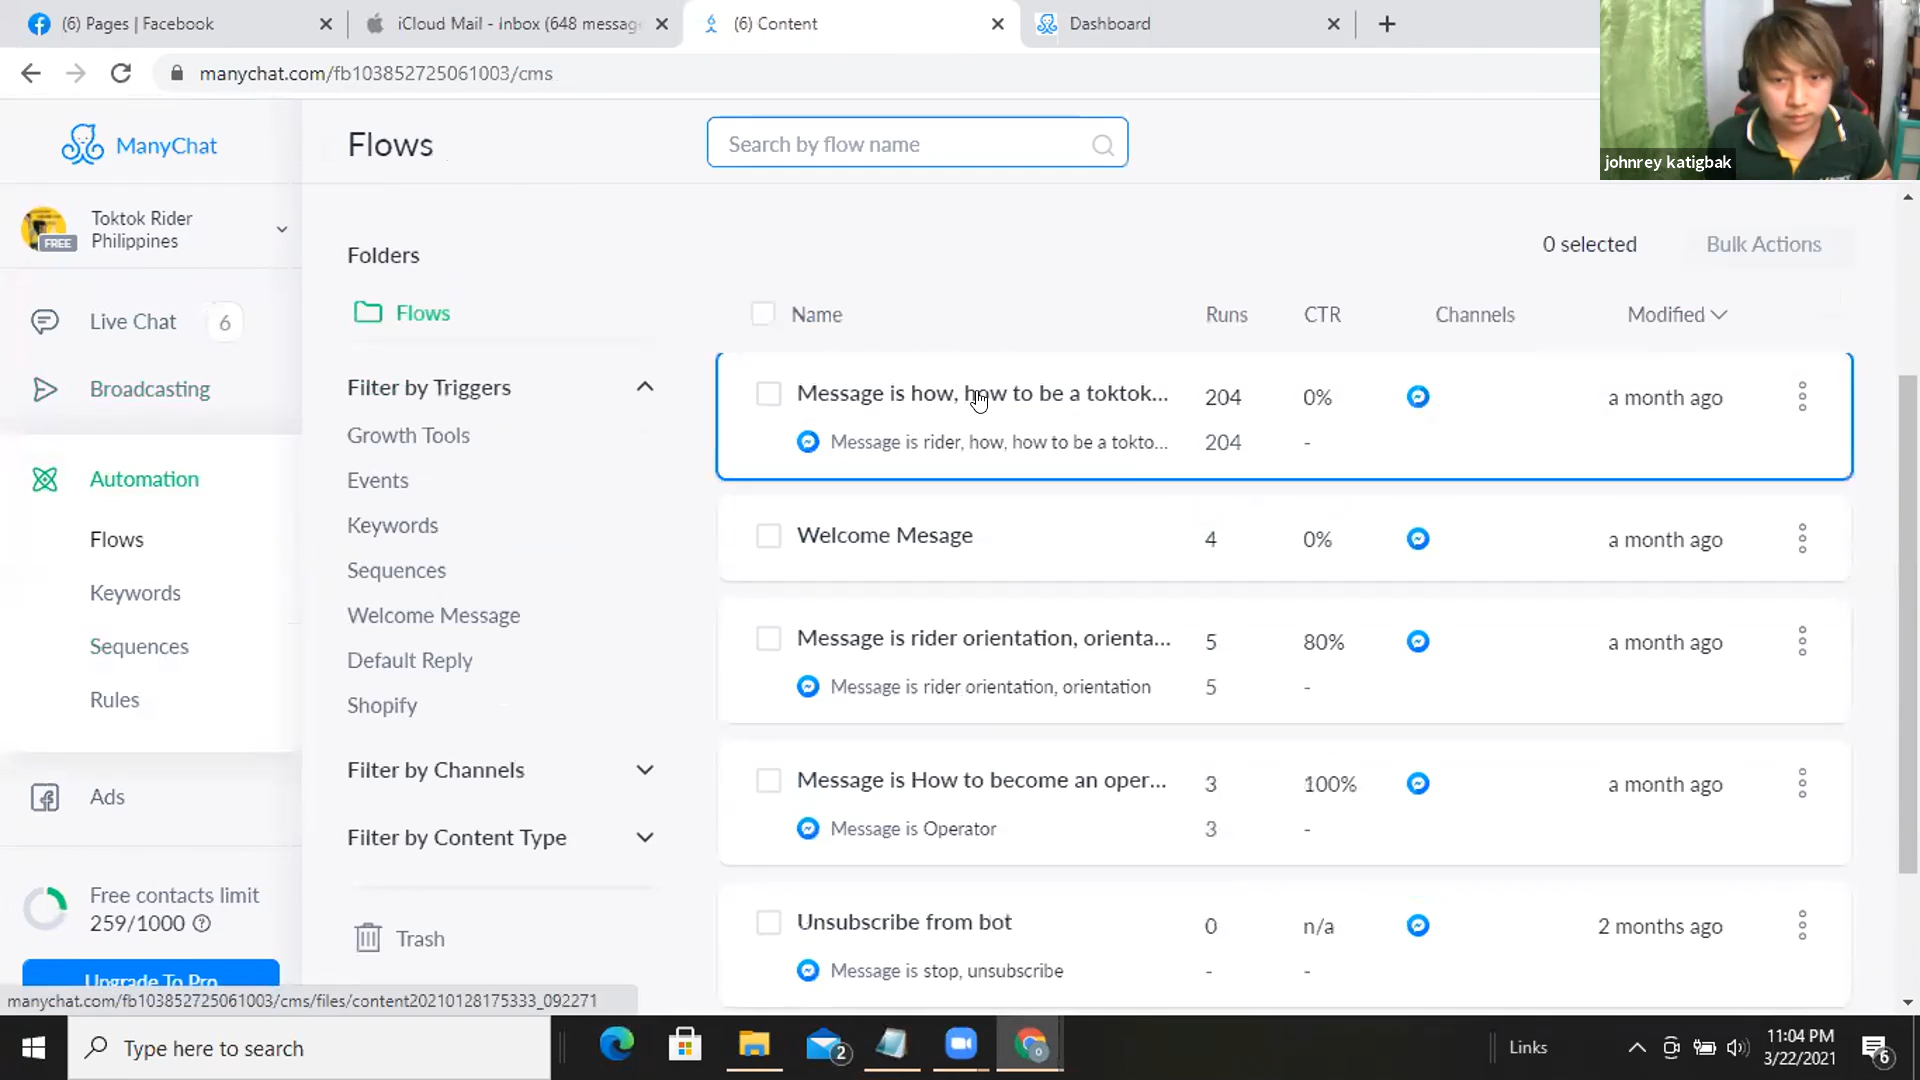 (6) Pages | Facebook
iCloud Mail - Inbox (648 message
(6) Content
Dashboard
manychat.com/fb103852725061003/cms
johnrey katigbak
ManyChat
Flows
Search by flow name
Toktok Rider
Philippines
FREE
Live Chat
6
Broadcasting
Automation
Flows
Keywords
Sequences
Rules
Ads
Free contacts limit
259/1000
Upgrade To Pro
Folders
Flows
Filter by Triggers
Growth Tools
Events
Keywords
Sequences
Welcome Message
Default Reply
Shopify
Filter by Channels
Filter by Content Type
Trash
0 selected
Bulk Actions
Name Runs CTR Channels Modified
Message is how, how to be a toktok... 204 0% a month ago
Message is rider, how, how to be a tokto... 204 -
Welcome Mesage 4 0% a month ago
Message is rider orientation, orienta... 5 80% a month ago
Message is rider orientation, orientation 5 -
Message is How to become an oper... 3 100% a month ago
Message is Operator 3 -
Unsubscribe from bot 0 n/a 2 months ago
Message is stop, unsubscribe - -
manychat.com/fb103852725061003/cms/files/content20210128175333_092271
Type here to search
2
Links
11:04 PM
3/22/2021
6